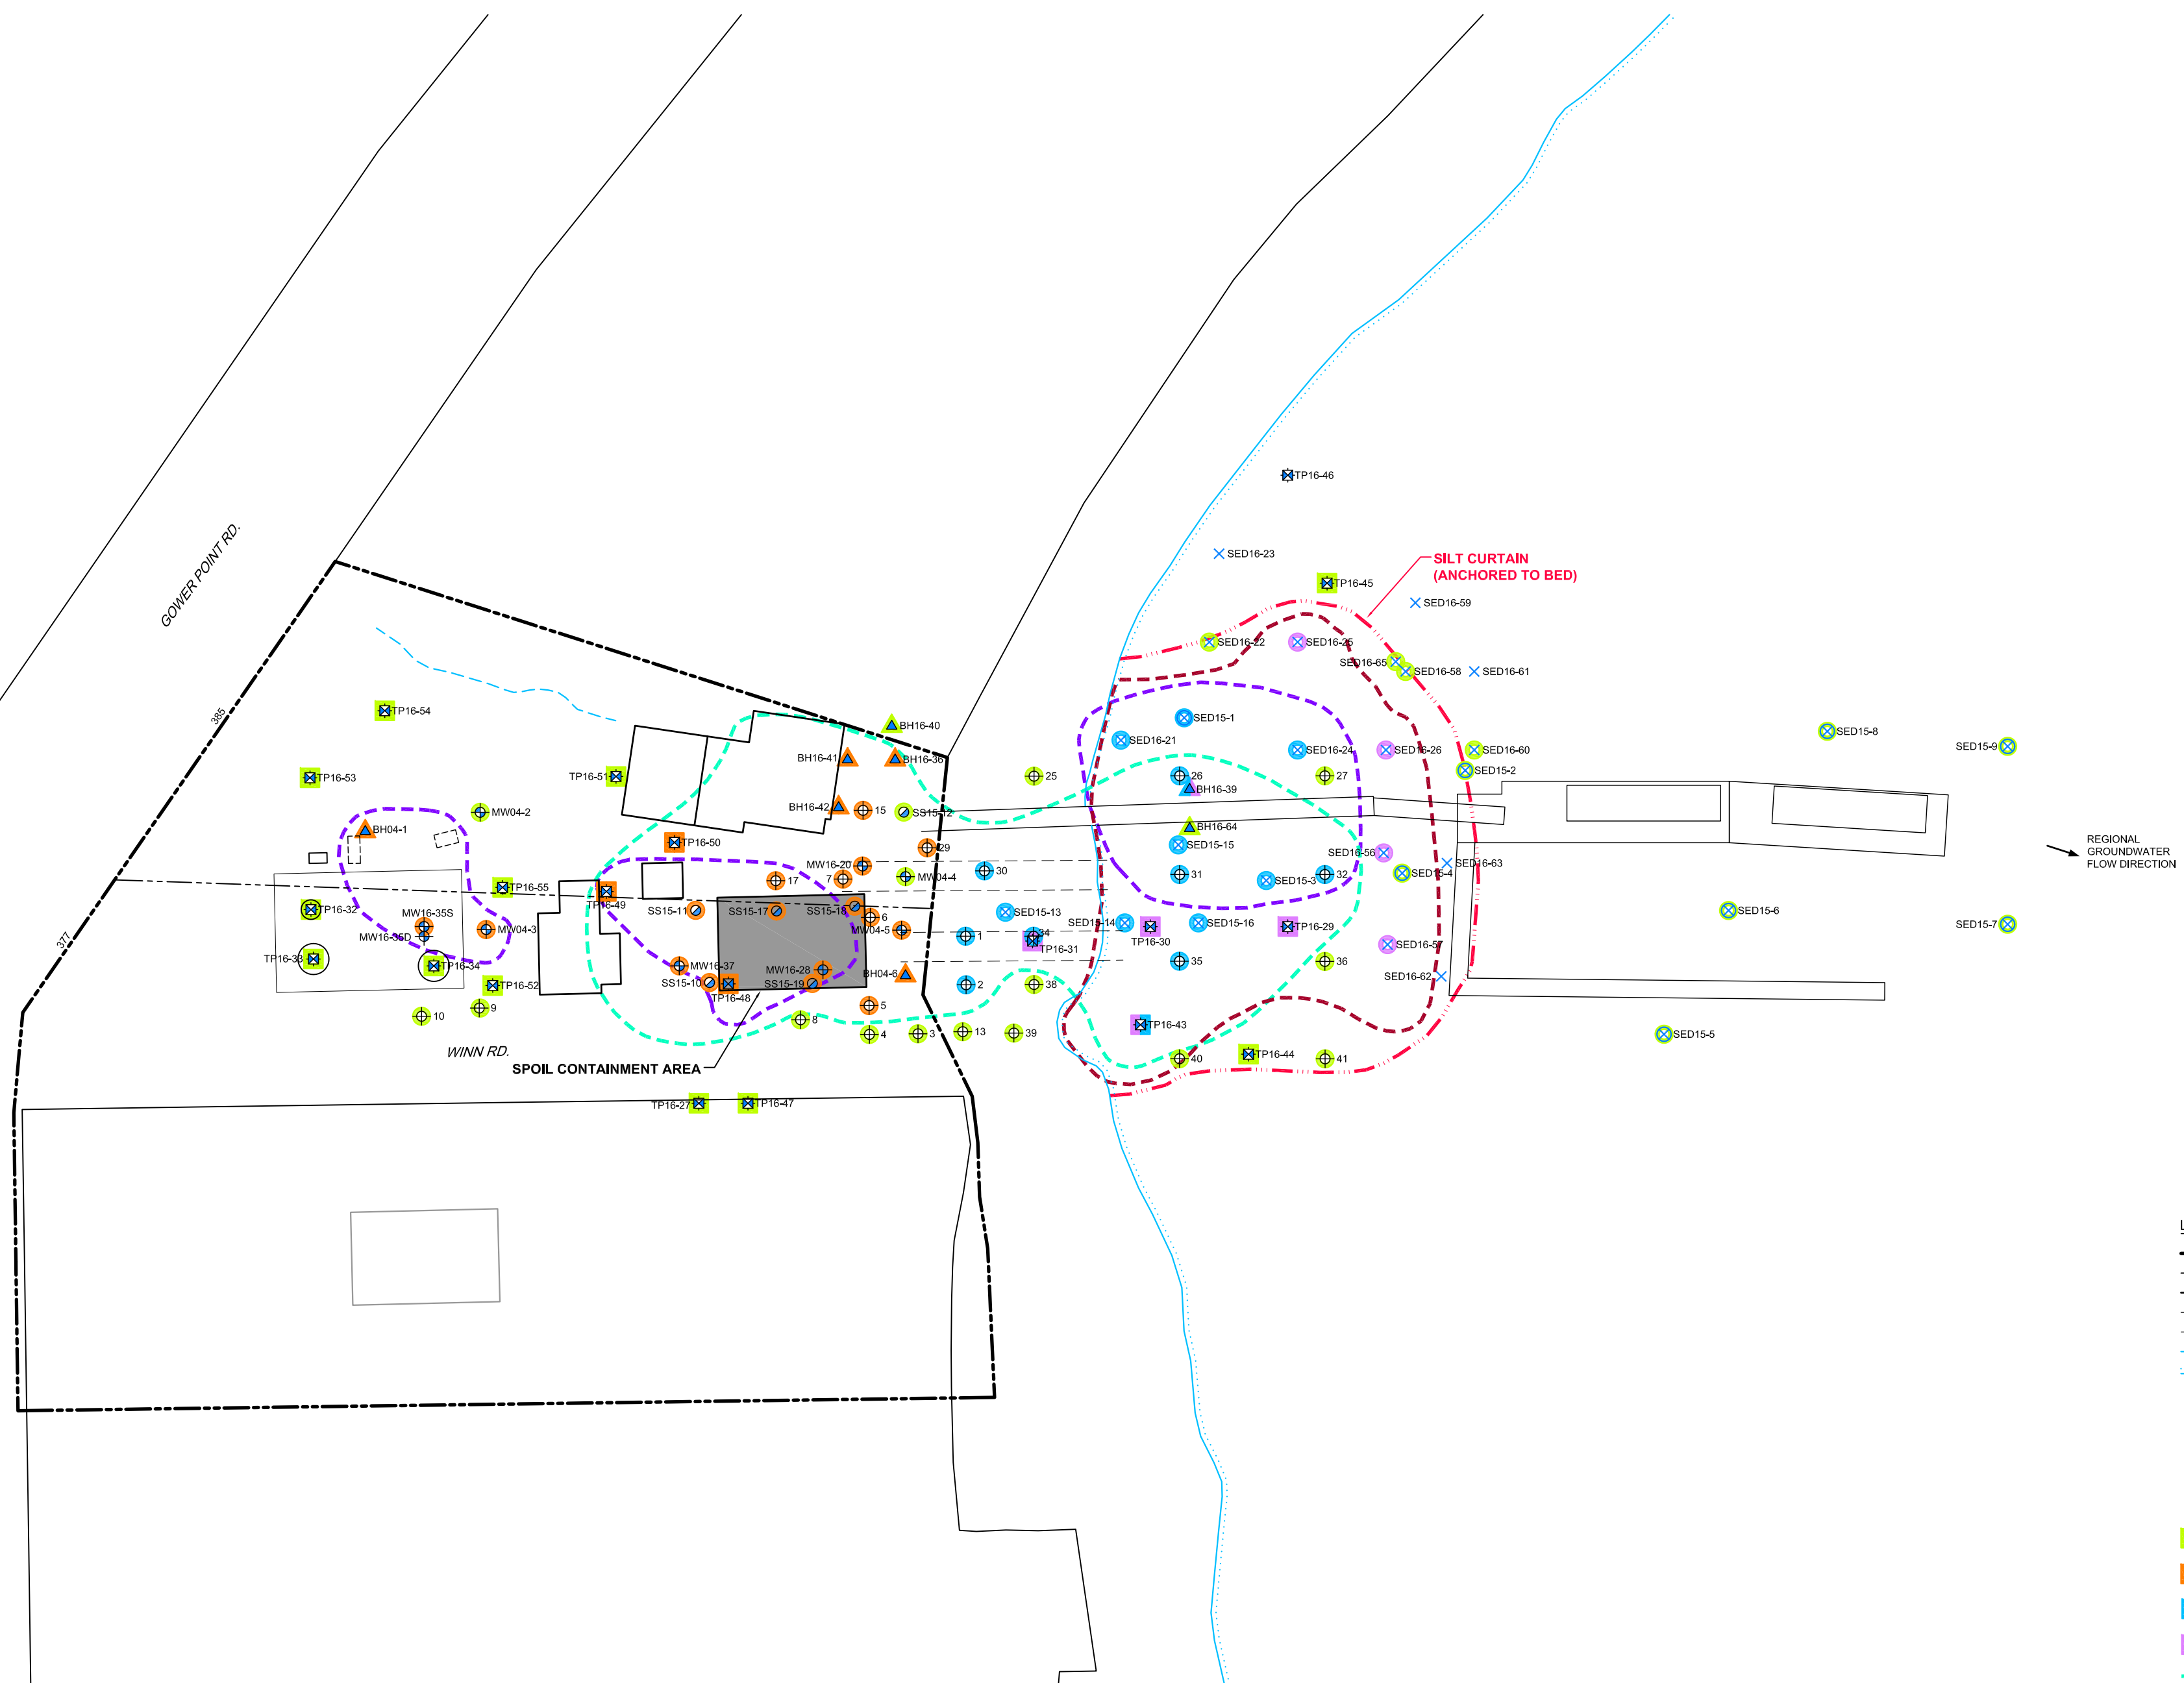 TP16-46
SED16-23
SILT CURTAIN
(ANCHORED TO BED)
GOWER POINT RD.
TP16-45
SED16-59
SED16-22
SED16-25
SED16-65
SED16-58
SED16-61
385
TP16-54
SED15-1
BH16-40
SED16-21
SED16-24
SED16-26
SED16-60
SED15-8
SED15-9
BH16-41
BH16-36
SED15-2
TP16-53
TP16-51
25
26
27
BH16-39
BH16-42
15
SS15-12
MW04-2
BH04-1
BH16-64
TP16-50
29
SED15-15
SED16-56
SED16-63
REGIONAL
GROUNDWATER
FLOW DIRECTION
MW16-20
30
31
32
SED15-4
7
17
MW04-4
SED15-3
TP16-55
TP16-49
TP16-32
SS15-11
SS15-17
SS15-18
6
SED15-13
SED15-6
MW16-35S
SED15-14
SED15-16
SED15-7
MW04-3
MW04-5
TP16-30
TP16-29
MW16-35D
1
34
TP16-31
SED16-57
377
TP16-33
TP16-34
MW16-37
MW16-28
BH04-6
35
36
SED16-62
SS15-10
TP16-48
SS15-19
TP16-52
2
38
9
10
5
8
4
3
13
39
TP16-43
SED15-5
WINN RD.
40
TP16-44
41
SPOIL CONTAINMENT AREA
TP16-27
TP16-47
L